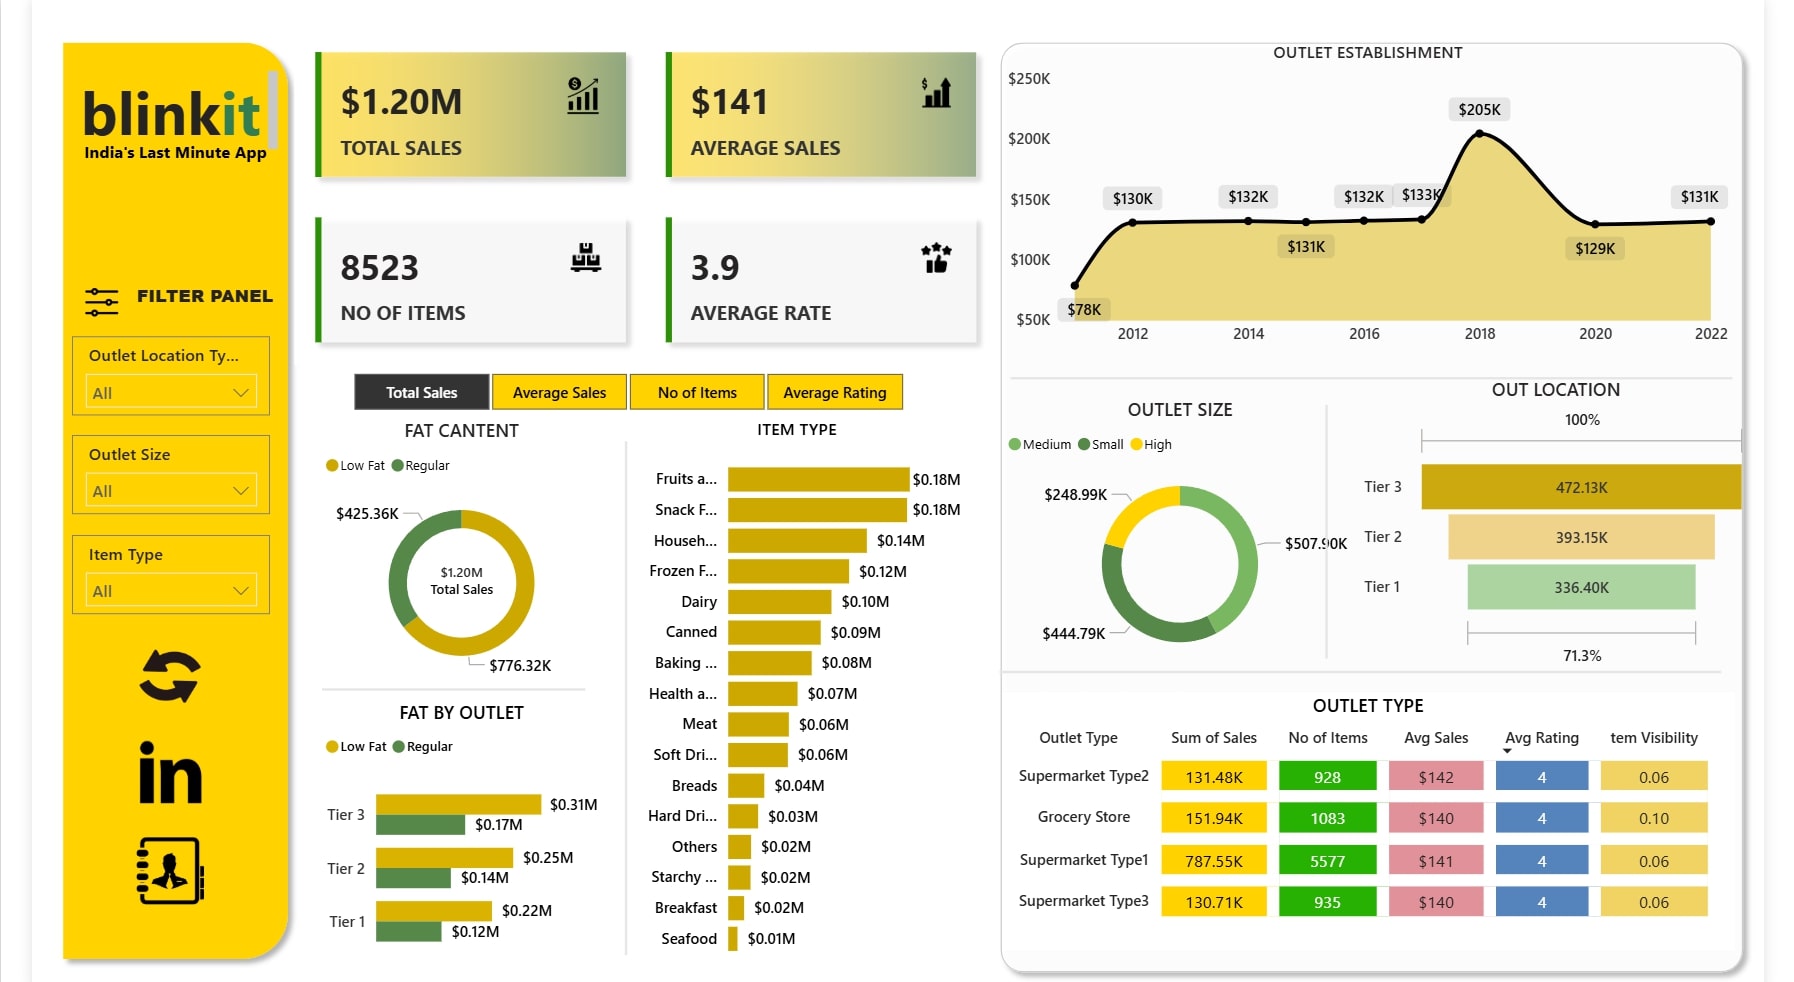 blinkit
India's Last Minute App
FILTER PANEL
Outlet Location Ty...
All
Outlet Size
All
Item Type
All
in
$1.20M
TOTAL SALES
$141
AVERAGE SALES
8523
NO OF ITEMS
3.9
AVERAGE RATE
Total Sales
Average Sales
No of Items
Average Rating
FAT CANTENT
Low Fat
Regular
$425.36K
$1.20M
Total Sales
$776.32K
FAT BY OUTLET
Low Fat
Regular
Tier 3
$0.31M
$0.17M
Tier 2
$0.25M
$0.14M
Tier 1
$0.22M
$0.12M
ITEM TYPE
Fruits a... $0.18M
Snack F... $0.18M
Househ... $0.14M
Frozen F... $0.12M
Dairy $0.10M
Canned $0.09M
Baking ... $0.08M
Health a... $0.07M
Meat $0.06M
Soft Dri... $0.06M
Breads $0.04M
Hard Dri... $0.03M
Others $0.02M
Starchy ... $0.02M
Breakfast $0.02M
Seafood $0.01M
OUTLET ESTABLISHMENT
$250K
$200K
$150K
$100K
$50K
$78K
$130K
$132K
$131K
$132K
$133K
$205K
$129K
$131K
2012 2014 2016 2018 2020 2022
OUTLET SIZE
Medium Small High
$248.99K
$507.90K
$444.79K
OUT LOCATION
100%
Tier 3 472.13K
Tier 2 393.15K
Tier 1 336.40K
71.3%
OUTLET TYPE
Outlet Type Sum of Sales No of Items Avg Sales Avg Rating tem Visibility
Supermarket Type2 131.48K 928 $142 4 0.06
Grocery Store 151.94K 1083 $140 4 0.10
Supermarket Type1 787.55K 5577 $141 4 0.06
Supermarket Type3 130.71K 935 $140 4 0.06